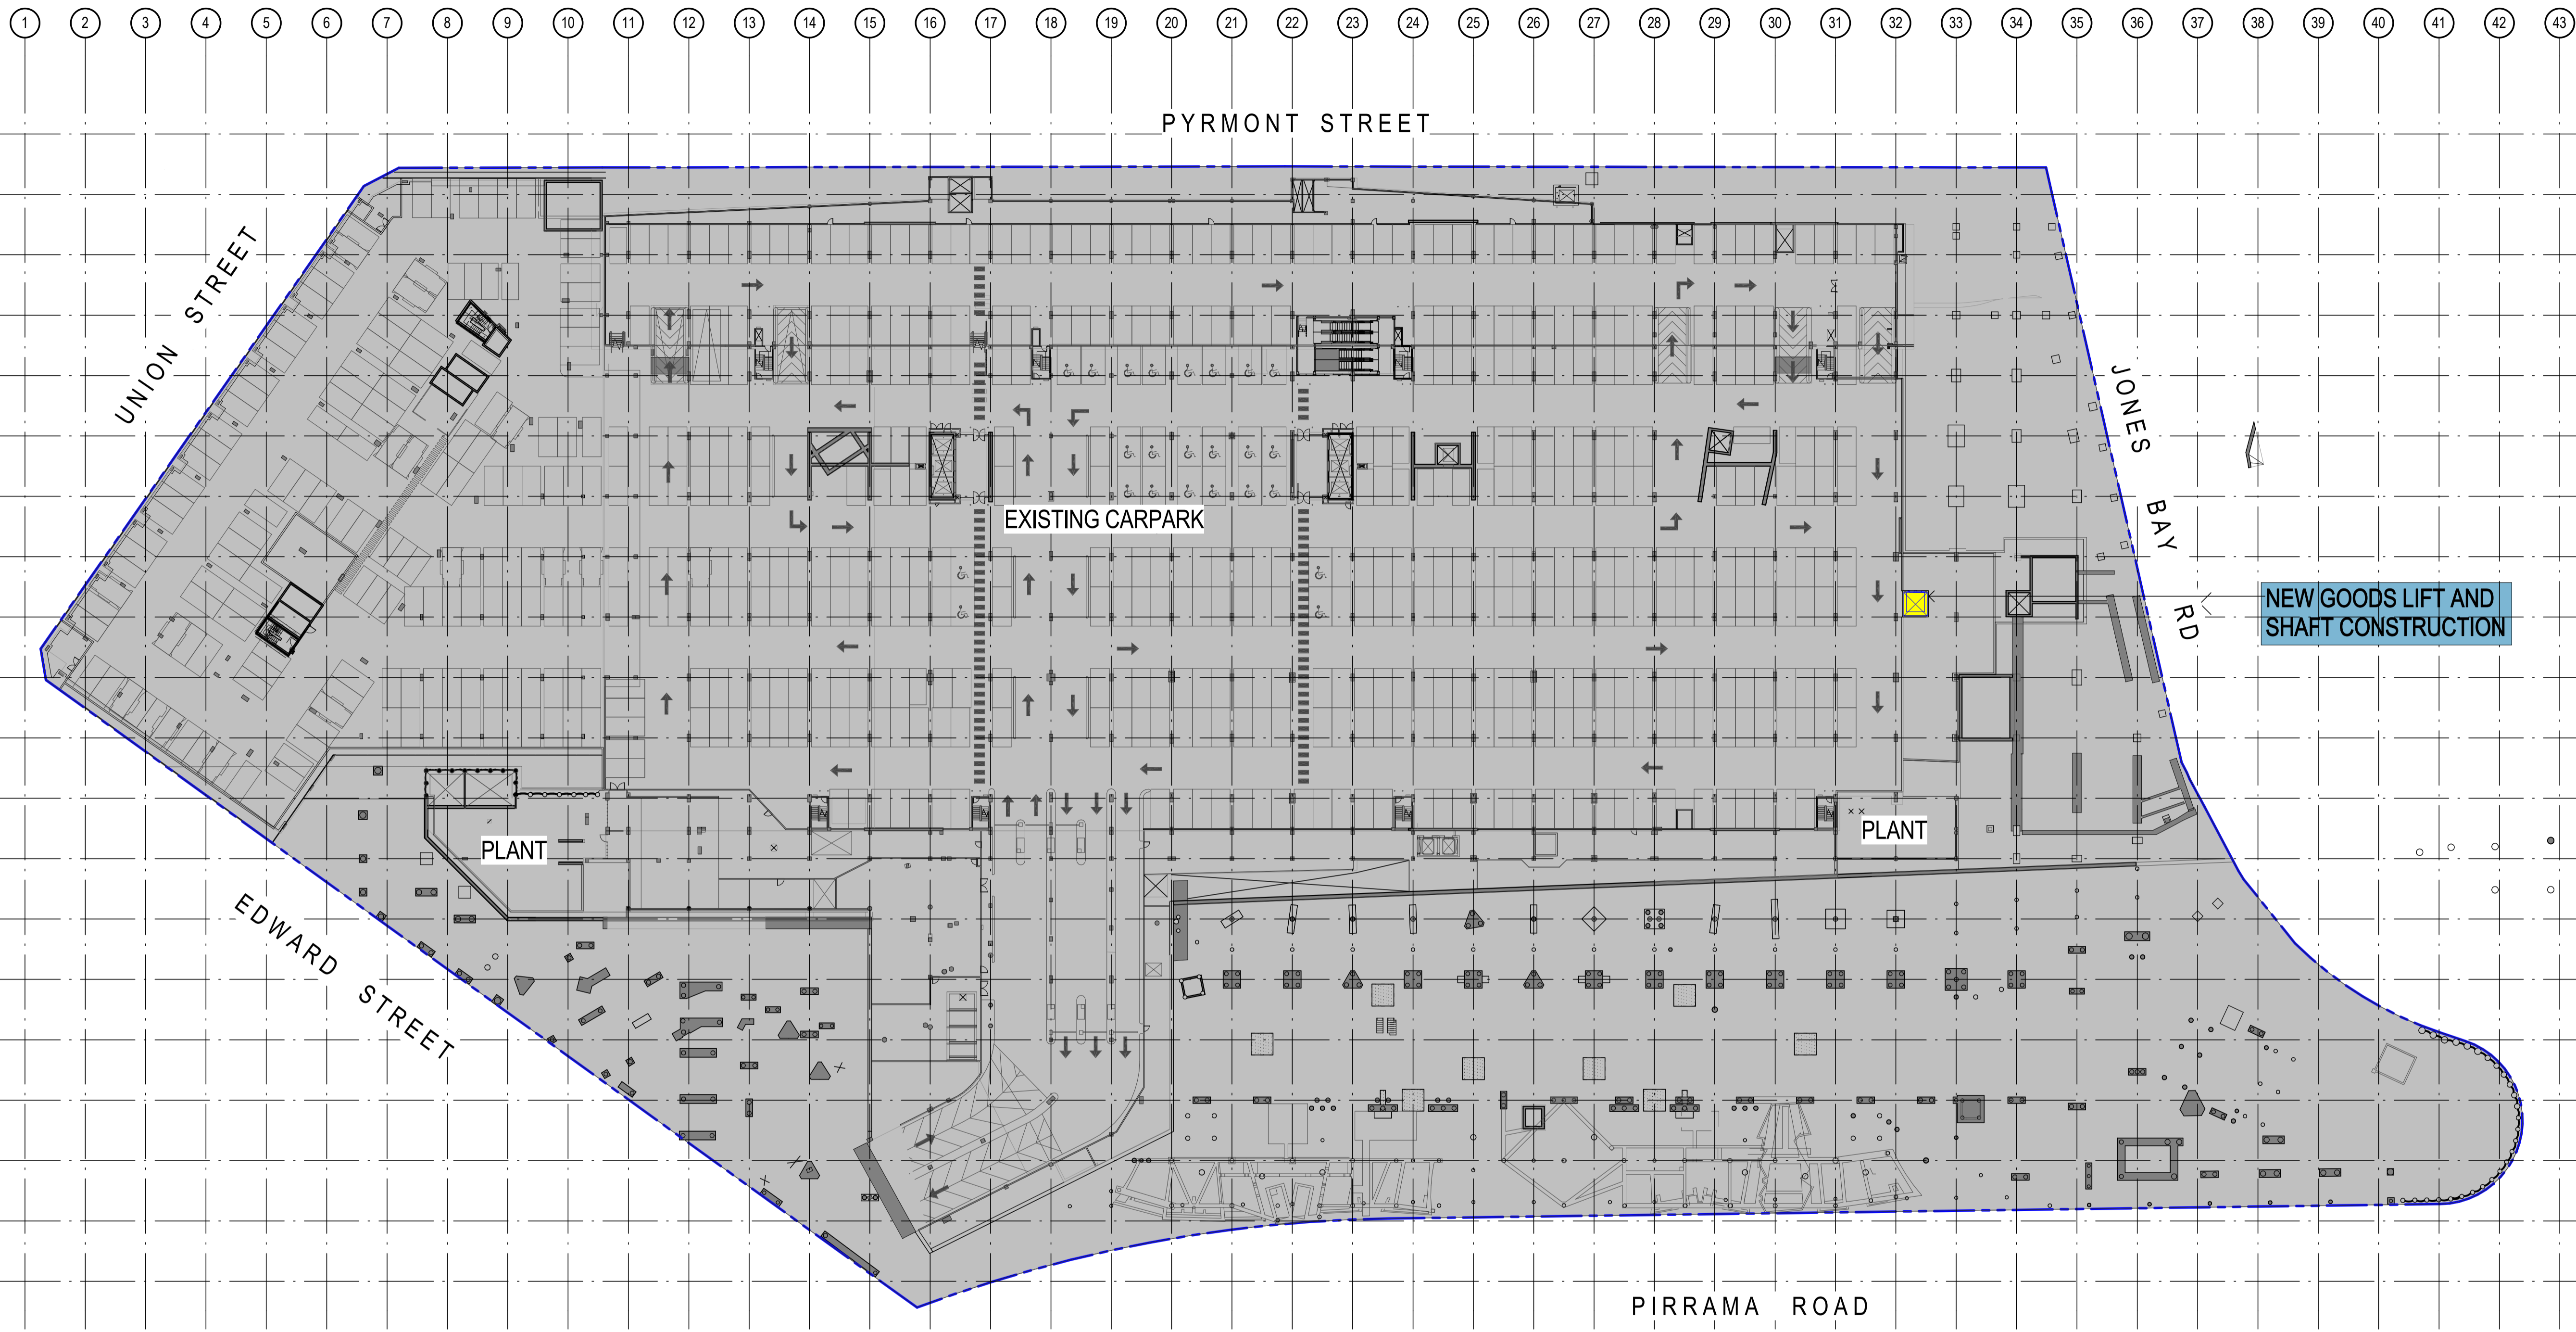 1 2 3 4 5 6 7 8 9 10 11 12 13 14 15 16 17 18 19 20 21 22 23 24 25 26 27 28 29 30 31 32 33 34 35 36 37 38 39 40 41 42 43
PYRMONT STREET
UNION STREET
JONES BAY RD
EXISTING CARPARK
NEW GOODS LIFT AND
SHAFT CONSTRUCTION
PLANT
PLANT
EDWARD STREET
PIRRAMA ROAD